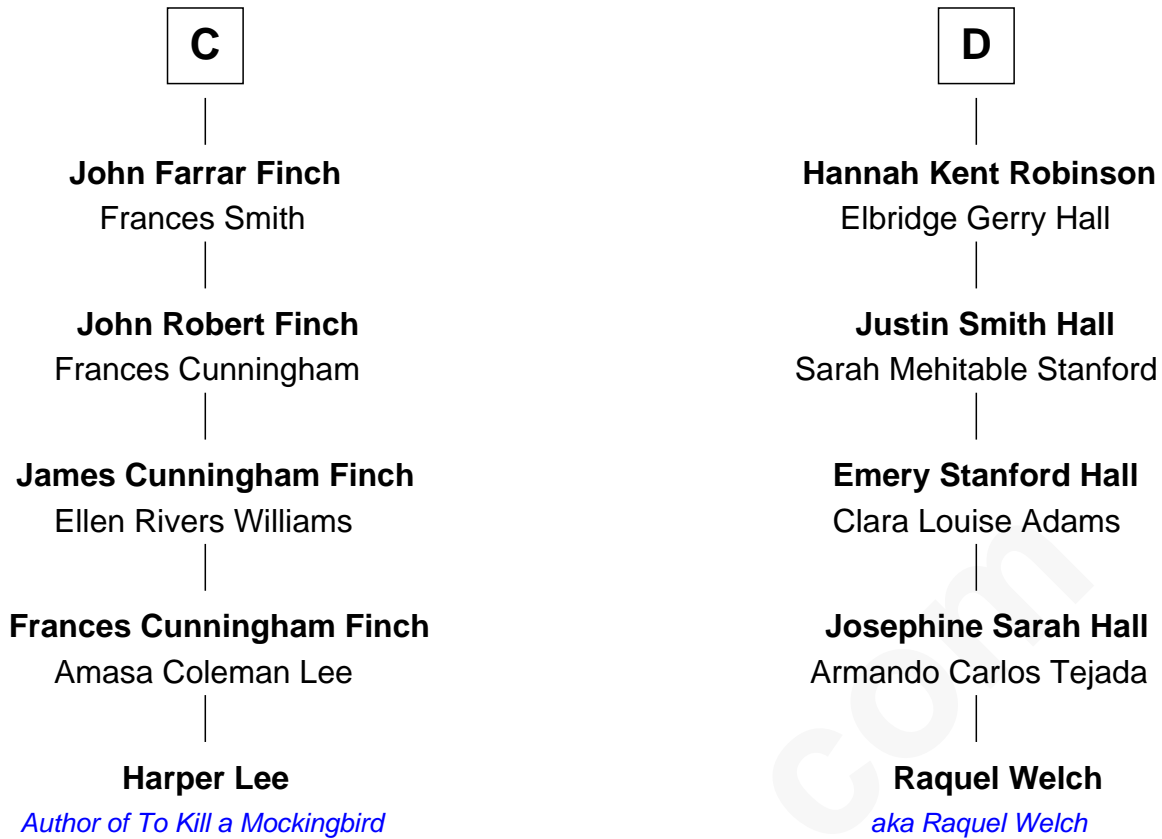 C
John Farrar Finch
Frances Smith
John Robert Finch
Frances Cunningham
James Cunningham Finch
Ellen Rivers Williams
Frances Cunningham Finch
Amasa Coleman Lee
Harper Lee
Author of To Kill a Mockingbird
D
Hannah Kent Robinson
Elbridge Gerry Hall
Justin Smith Hall
Sarah Mehitable Stanford
Emery Stanford Hall
Clara Louise Adams
Josephine Sarah Hall
Armando Carlos Tejada
Raquel Welch
aka Raquel Welch
com